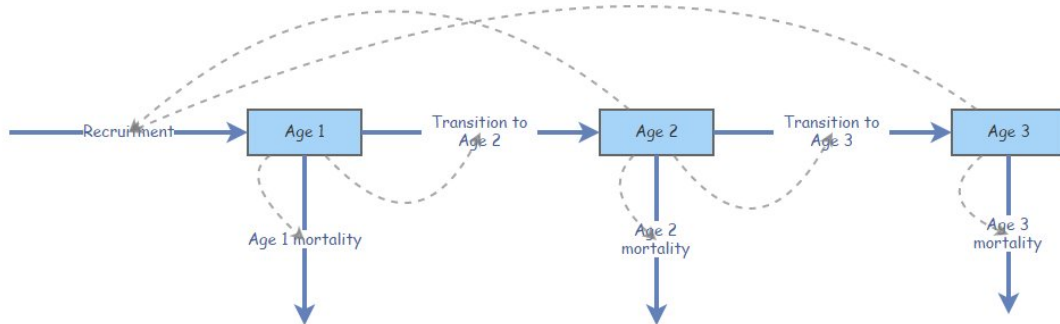 Recruitment
Age 1
Transition to
Age 2
Age 2
Transition to
Age 3
Age 3
Age 1 mortality
Age 2
mortality
Age 3
mortality